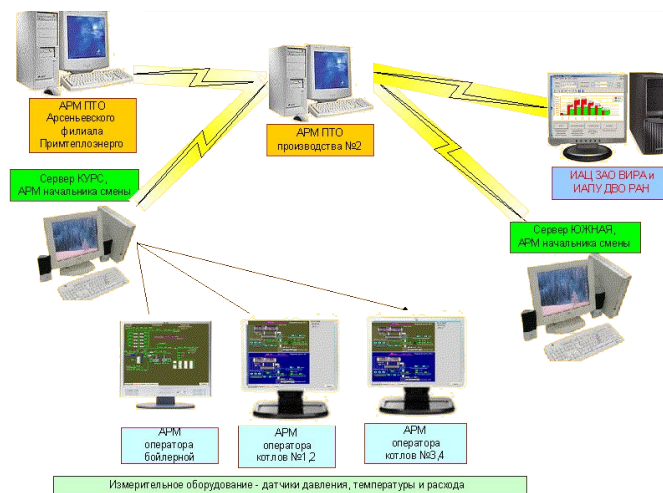 АРМ ПТО
Арсеньевского
филиала
Примтеплоэнерго
АРМ ПТО
производства №2
ИАЦ ЗАО ВИРА и
ИАПУ ДВО РАН
Сервер КУРС,
АРМ начальника смены
Сервер ЮЖНАЯ,
АРМ начальника смены
АРМ
оператора
бойлерной
АРМ
оператора
котлов №1,2
АРМ
оператора
котлов №3,4
Измерительное оборудование - датчики давления, температуры и расхода